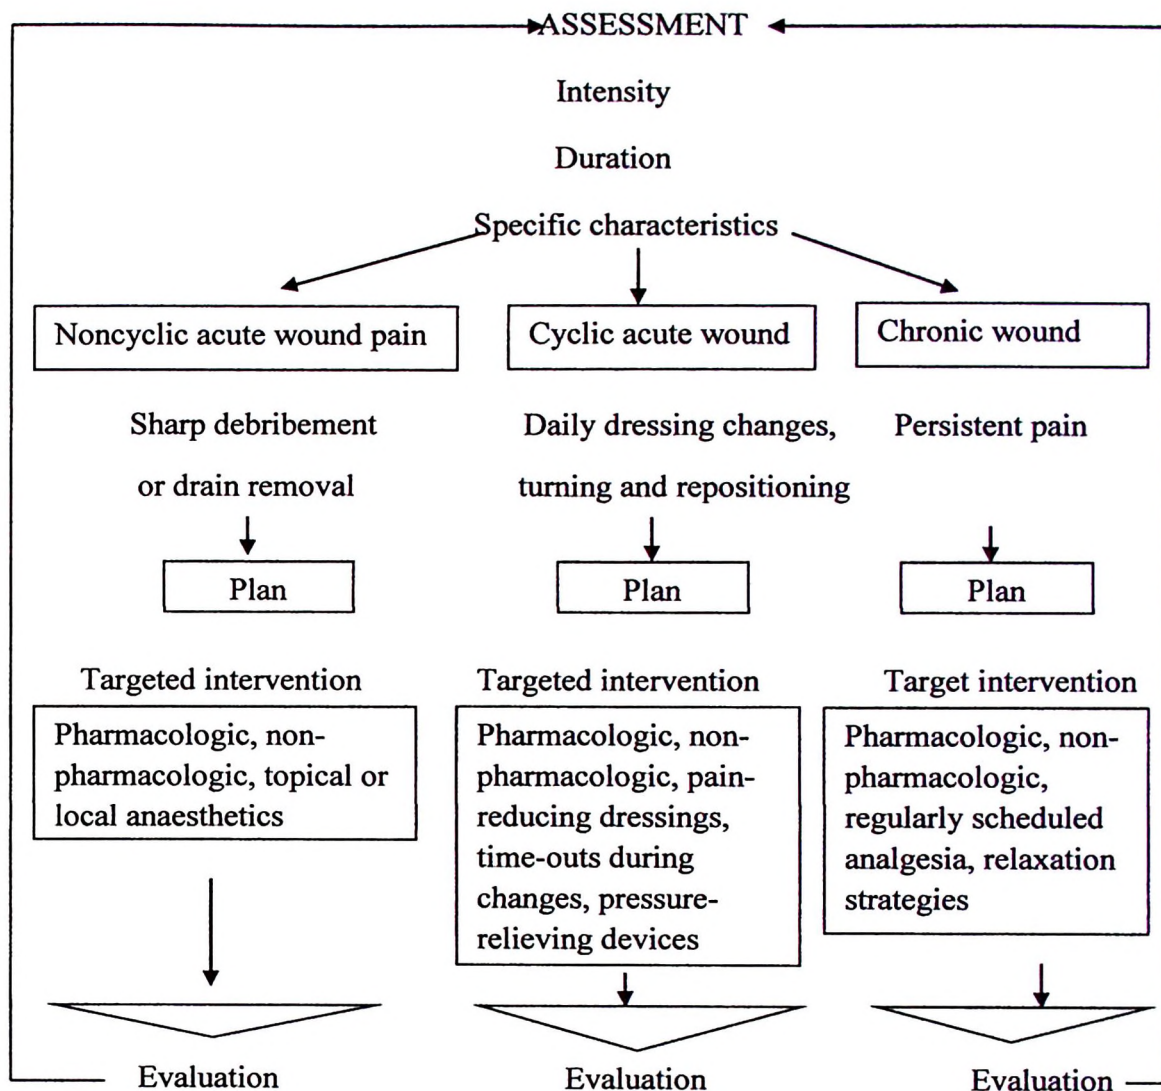 ASSESSMENT
Intensity
Duration
Specific characteristics
Noncyclic acute wound pain
Cyclic acute wound
Chronic wound
Sharp debribement
or drain removal
Daily dressing changes,
turning and repositioning
Persistent pain
Plan
Plan
Plan
Targeted intervention
Pharmacologic, non-
pharmacologic, topical or
local anaesthetics
Targeted intervention
Pharmacologic, non-
pharmacologic, pain-
reducing dressings,
time-outs during
changes, pressure-
relieving devices
Target intervention
Pharmacologic, non-
pharmacologic,
regularly scheduled
analgesia, relaxation
strategies
Evaluation
Evaluation
Evaluation